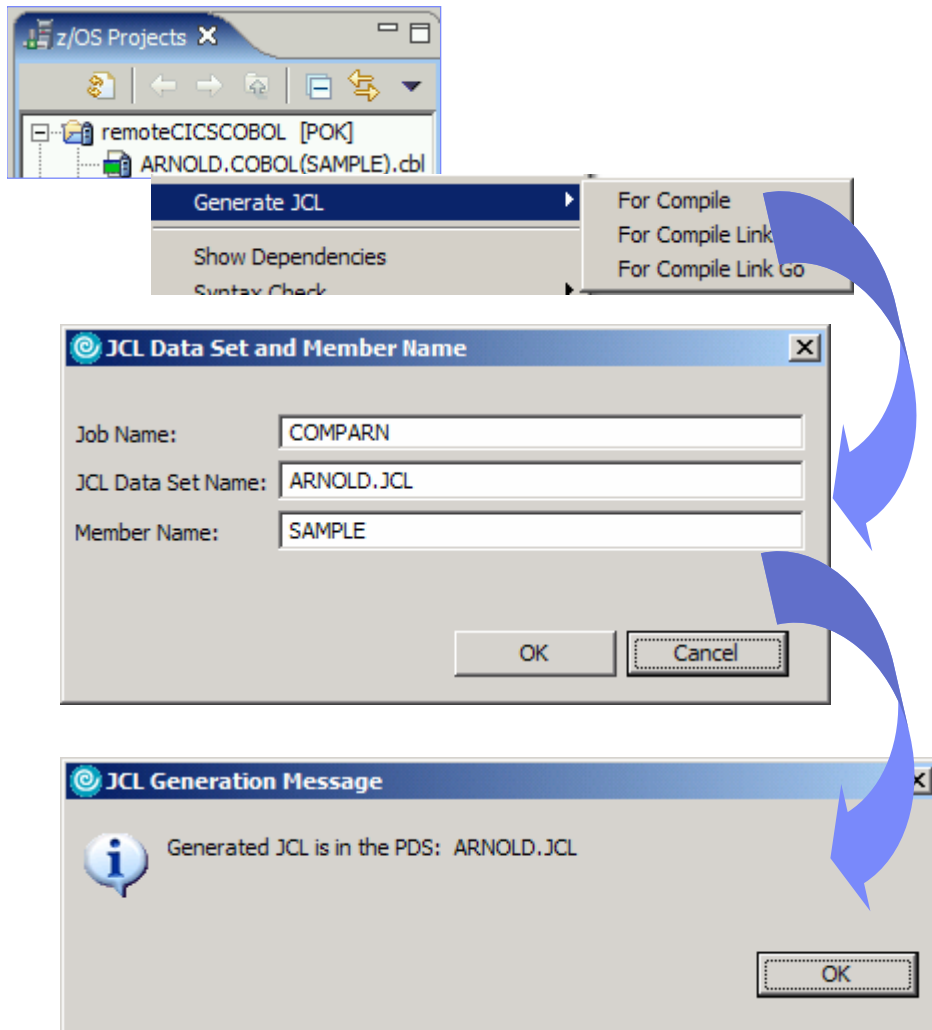 z/OS Projects
remoteCICSCOBOL [POK]
ARNOLD.COBOL(SAMPLE).cbl
Generate JCL
For Compile
For Compile Link
Show Dependencies
For Compile Link Go
Syntax Check
JCL Data Set and Member Name
Job Name: COMPARN
JCL Data Set Name: ARNOLD.JCL
Member Name: SAMPLE
OK Cancel
JCL Generation Message
Generated JCL is in the PDS: ARNOLD.JCL
OK